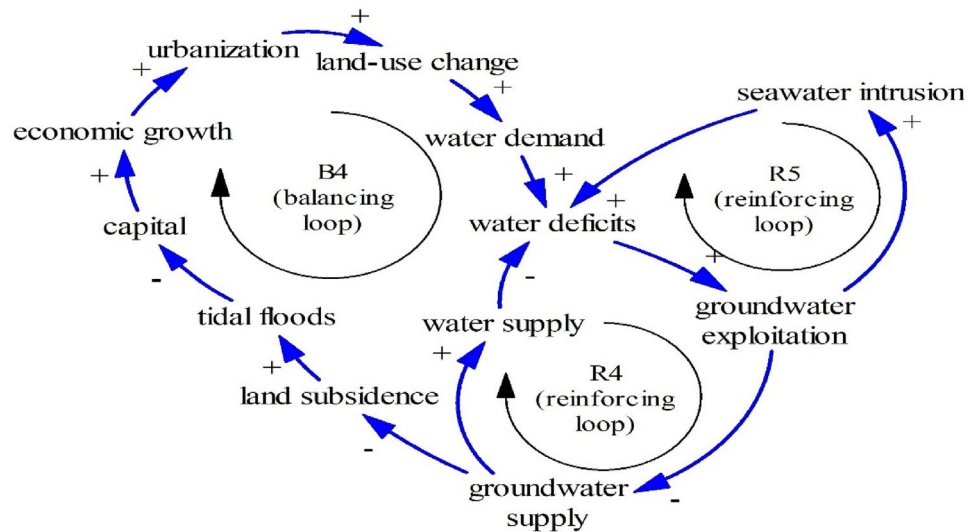 +
urbanization
+
land-use change
+
water demand
+
water deficits
+
seawater intrusion
+
R5
(reinforcing
loop)
+
groundwater
exploitation
-
groundwater
supply
+
water supply
-
R4
(reinforcing
loop)
-
land subsidence
+
tidal floods
-
capital
+
economic growth
+
B4
(balancing
loop)